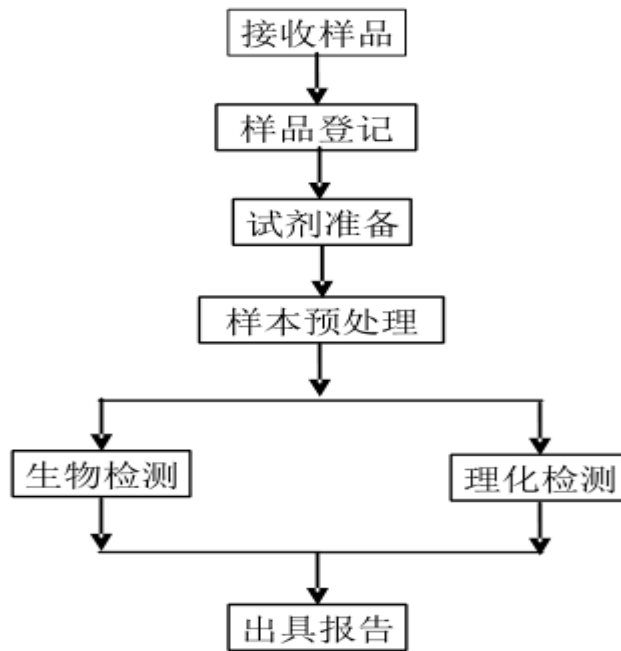 接收样品
样品登记
试剂准备
样本预处理
生物检测
理化检测
出具报告